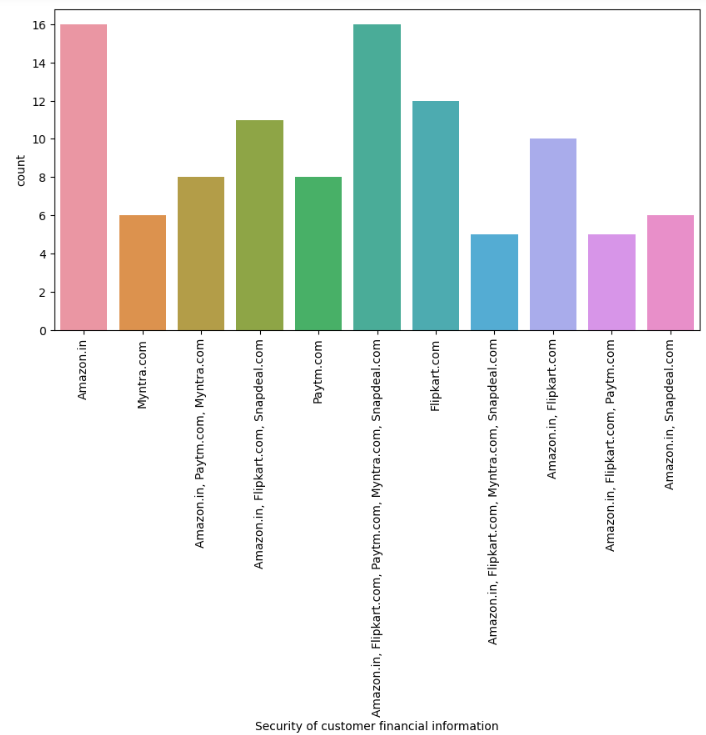 16
14
12
10
8
6
4
2
0
count
Amazon.in
Myntra.com
Amazon.in, Paytm.com, Myntra.com
Amazon.in, Flipkart.com, Snapdeal.com
Paytm.com
Amazon.in, Flipkart.com, Paytm.com, Myntra.com, Snapdeal.com
Flipkart.com
Amazon.in, Flipkart.com, Myntra.com, Snapdeal.com
Amazon.in, Flipkart.com
Amazon.in, Flipkart.com, Paytm.com
Amazon.in, Snapdeal.com
Security of customer financial information